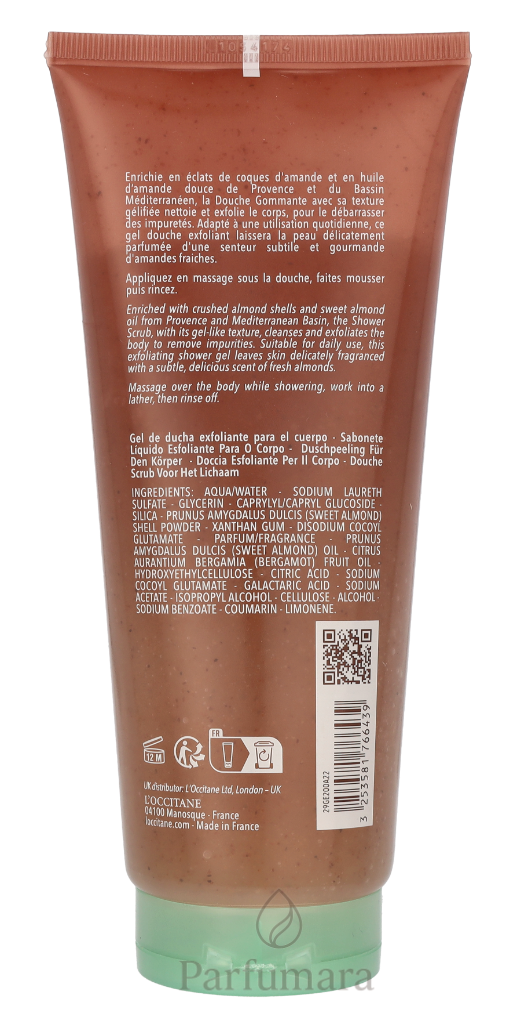 Enrichie en éclats de coques d'amande et en huile
d'amande douce de Provence et du Bassin
Méditerranéen, la Douche Gommante avec sa texture
gélifiée nettoie et exfolie le corps, pour le débarrasser
des impuretés. Adapté à une utilisation quotidienne, ce
gel douche exfoliant laissera la peau délicatement
parfumée d'une senteur subtile et gourmande
d'amandes fraiches.
Appliquez en massage sous la douche, faites mousser
puis rincez.
Enriched with crushed almond shells and sweet almond
oil from Provence and Mediterranean Basin, the Shower
Scrub, with its gel-like texture, cleanses and exfoliates the
body to remove impurities. Suitable for daily use, this
exfoliating shower gel leaves skin delicately fragranced
with a subtle, delicious scent of fresh almonds.
Massage over the body while showering, work into a
lather, then rinse off.
Gel de ducha exfoliante para el cuerpo - Sabonete
Líquido Esfoliante Para O Corpo - Duschpeeling Für
Den Körper - Doccia Esfoliante Per Il Corpo - Douche
Scrub Voor Het Lichaam
INGREDIENTS: AQUA/WATER - SODIUM LAURETH
SULFATE - GLYCERIN - CAPRYLYL/CAPRYL GLUCOSIDE -
SILICA - PRUNUS AMYGDALUS DULCIS (SWEET ALMOND)
SHELL POWDER - XANTHAN GUM - DISODIUM COCOYL
GLUTAMATE - PARFUM/FRAGRANCE - PRUNUS
AMYGDALUS DULCIS (SWEET ALMOND) OIL - CITRUS
AURANTIUM BERGAMIA (BERGAMOT) FRUIT OIL -
HYDROXYETHYLCELLULOSE - CITRIC ACID - SODIUM
COCOYL GLUTAMATE - GALACTARIC ACID - SODIUM
ACETATE - ISOPROPYL ALCOHOL - CELLULOSE - ALCOHOL -
SODIUM BENZOATE - COUMARIN - LIMONENE.
29GE200A22
3 253581 766439
12 M
FR
UK distributor: L'Occitane Ltd, London – UK
L'OCCITANE
04100 Manosque - France
loccitane.com - Made in France
Parfumara